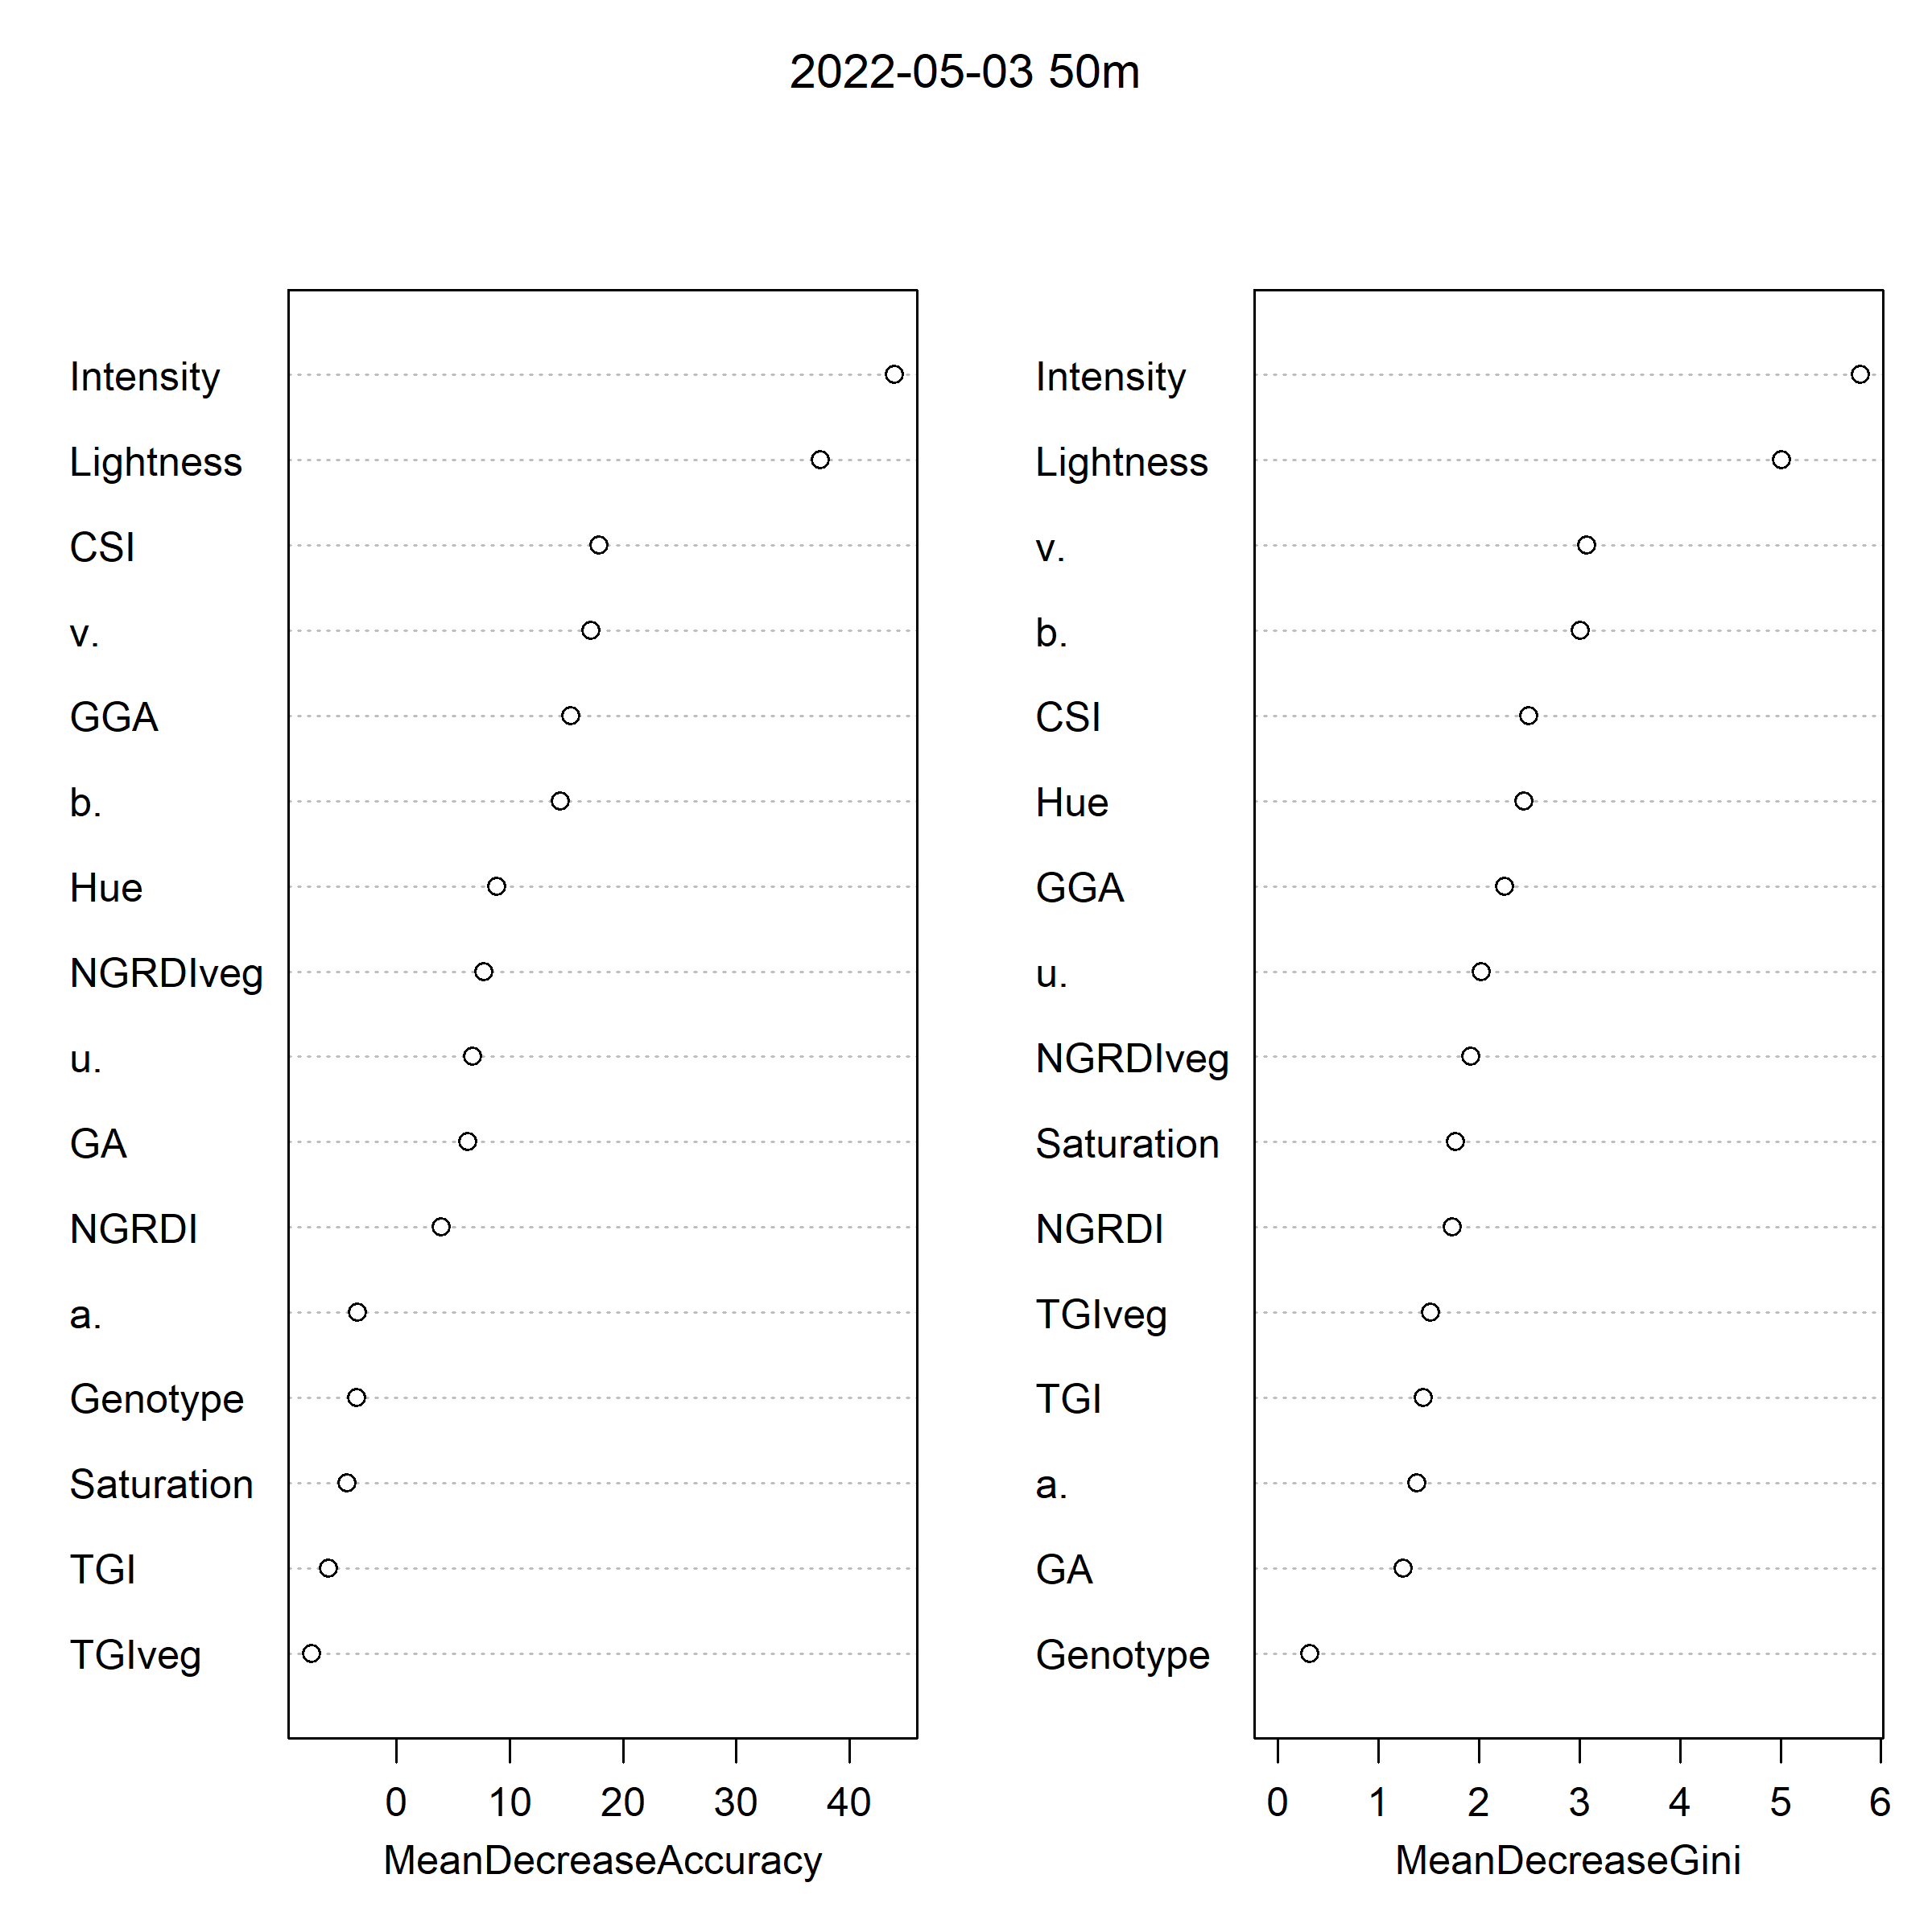 2022-05-03 50m
Intensity
Lightness
CSI
v.
GGA
b.
Hue
NGRDIveg
u.
GA
NGRDI
a.
Genotype
Saturation
TGI
TGIveg
0 10 20 30 40
MeanDecreaseAccuracy
Intensity
Lightness
v.
b.
CSI
Hue
GGA
u.
NGRDIveg
Saturation
NGRDI
TGIveg
TGI
a.
GA
Genotype
0 1 2 3 4 5 6
MeanDecreaseGini